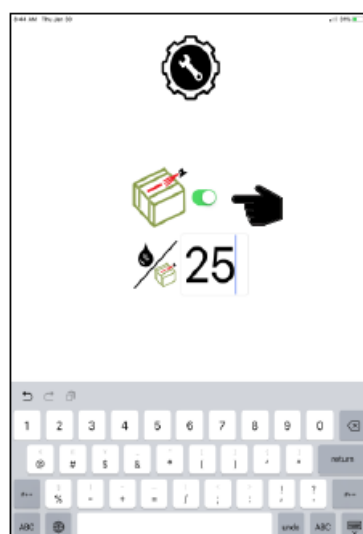 9:44 AM Thu Jan 30
25
1 2 3 4 5 6 7 8 9 0
@ # $ & * ( ) ' "
return
#+= % - + = / ; : ! ? #+=
ABC undo ABC